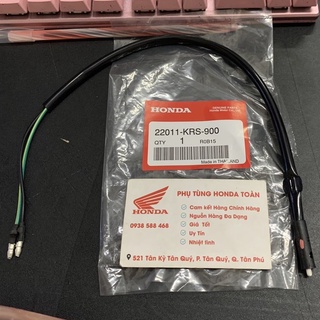 HONDA
22011-KRS-900
QTY 1 R0B15
Made in THAILAND
PHỤ TÙNG HONDA TOÀN
Cam kết Hàng Chính Hãng
Nguồn Hàng Đa Dạng
Giá Tốt
Uy Tín
Nhiệt tình
HONDA
0938 588 468
521 Tân Kỳ Tân Quý, P. Tân Quý, Q. Tân Phú